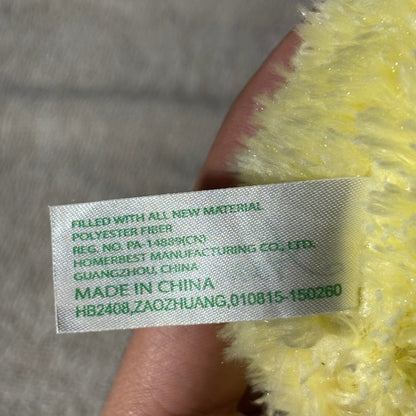 FILLED WITH ALL NEW MATERIAL
POLYESTER FIBER
REG. NO. PA-14889(CN)
HOMERBEST MANUFACTURING CO., LTD.
GUANGZHOU, CHINA
MADE IN CHINA
HB2408,ZAOZHUANG,010815-150260